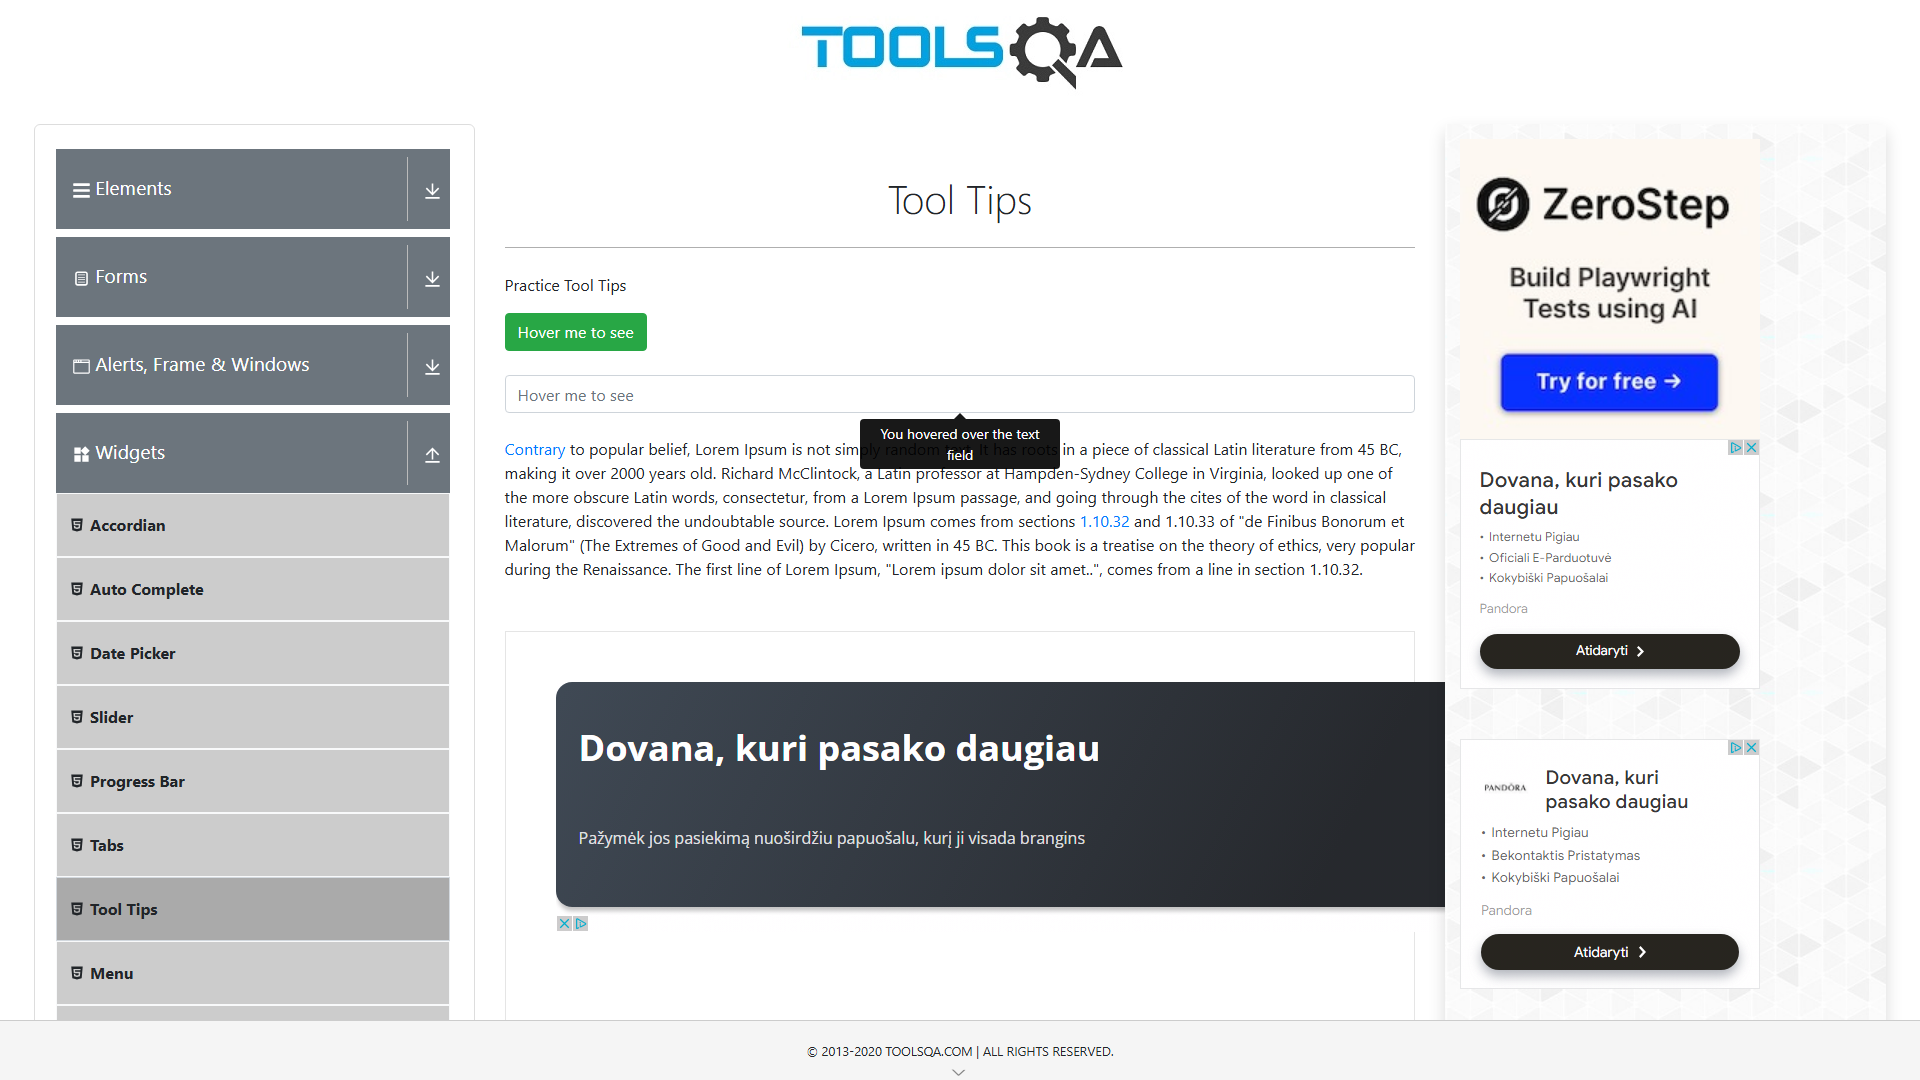 TOOLSQA
Elements
Forms
Alerts, Frame & Windows
Widgets
Accordian
Auto Complete
Date Picker
Slider
Progress Bar
Tabs
Tool Tips
Menu
Tool Tips
Practice Tool Tips
Hover me to see
Hover me to see
You hovered over the text
field
Contrary to popular belief, Lorem Ipsum is not simply random text. It has roots in a piece of classical Latin literature from 45 BC,
making it over 2000 years old. Richard McClintock, a Latin professor at Hampden-Sydney College in Virginia, looked up one of
the more obscure Latin words, consectetur, from a Lorem Ipsum passage, and going through the cites of the word in classical
literature, discovered the undoubtable source. Lorem Ipsum comes from sections 1.10.32 and 1.10.33 of "de Finibus Bonorum et
Malorum" (The Extremes of Good and Evil) by Cicero, written in 45 BC. This book is a treatise on the theory of ethics, very popular
during the Renaissance. The first line of Lorem Ipsum, "Lorem ipsum dolor sit amet..", comes from a line in section 1.10.32.
Dovana, kuri pasako daugiau
Pažymėk jos pasiekimą nuoširdžiu papuošalu, kurį ji visada brangins
ZeroStep
Build Playwright
Tests using AI
Try for free →
Dovana, kuri pasako
daugiau
• Internetu Pigiau
• Oficiali E-Parduotuvė
• Kokybiški Papuošalai
Pandora
Atidaryti
PANDORA
Dovana, kuri
pasako daugiau
• Internetu Pigiau
• Bekontaktis Pristatymas
• Kokybiški Papuošalai
Pandora
Atidaryti
© 2013-2020 TOOLSQA.COM | ALL RIGHTS RESERVED.